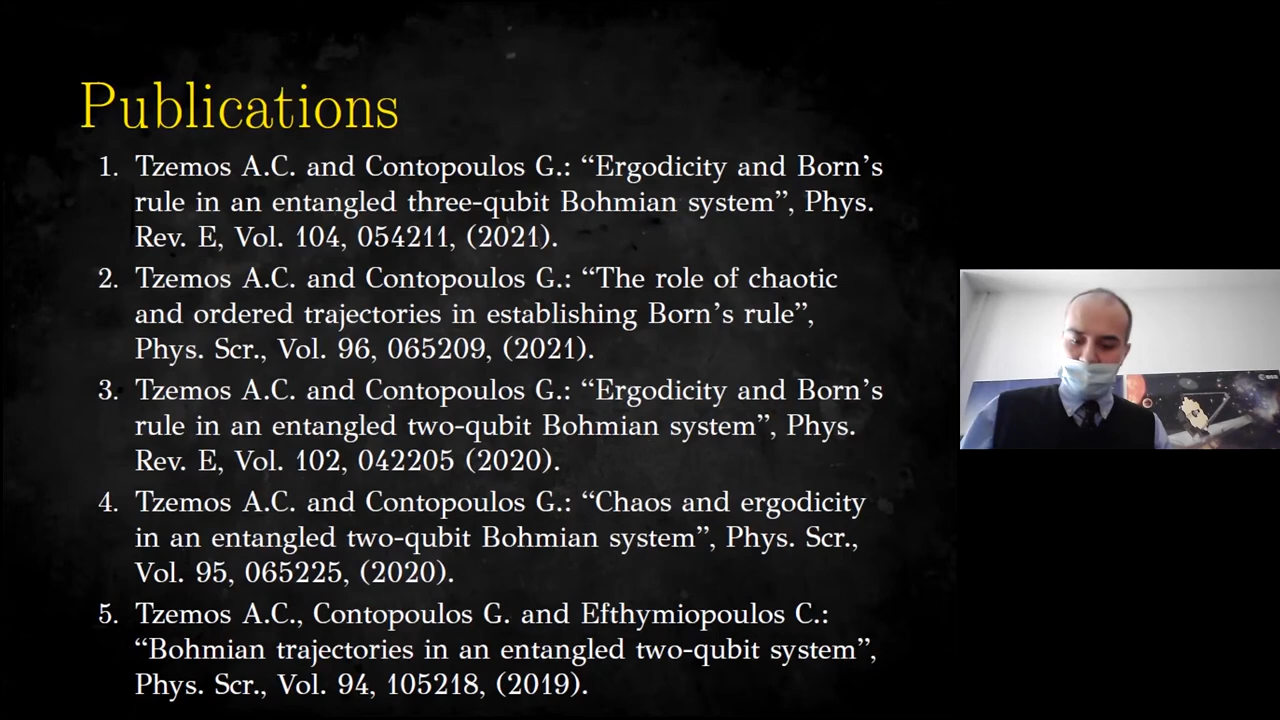 Publications
1. Tzemos A.C. and Contopoulos G.: “Ergodicity and Born’s
rule in an entangled three-qubit Bohmian system”, Phys.
Rev. E, Vol. 104, 054211, (2021).
2. Tzemos A.C. and Contopoulos G.: “The role of chaotic
and ordered trajectories in establishing Born’s rule”,
Phys. Scr., Vol. 96, 065209, (2021).
3. Tzemos A.C. and Contopoulos G.: “Ergodicity and Born’s
rule in an entangled two-qubit Bohmian system”, Phys.
Rev. E, Vol. 102, 042205 (2020).
4. Tzemos A.C. and Contopoulos G.: “Chaos and ergodicity
in an entangled two-qubit Bohmian system”, Phys. Scr.,
Vol. 95, 065225, (2020).
5. Tzemos A.C., Contopoulos G. and Efthymiopoulos C.:
“Bohmian trajectories in an entangled two-qubit system”,
Phys. Scr., Vol. 94, 105218, (2019).